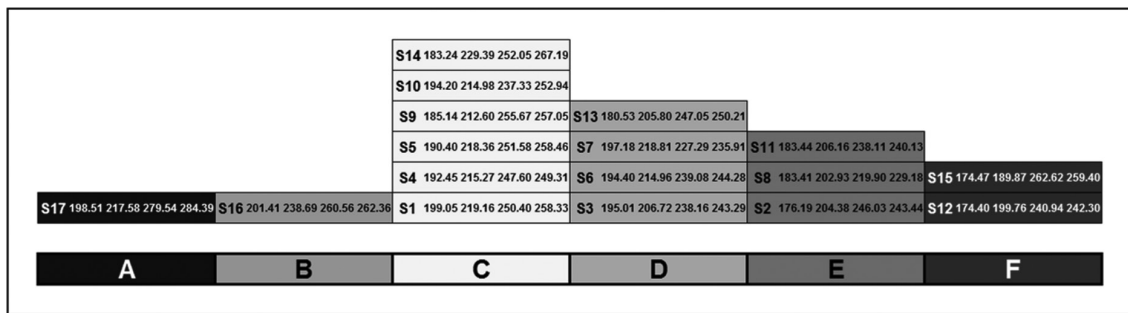 S14 183.24 229.39 252.05 267.19
S10 194.20 214.98 237.33 252.94
S9 185.14 212.60 255.67 257.05 S13 180.53 205.80 247.05 250.21
S5 190.40 218.36 251.58 258.46 S7 197.18 218.81 227.29 235.91 S11 183.44 206.16 238.11 240.13
S4 192.45 215.27 247.60 249.31 S6 194.40 214.96 239.08 244.28 S8 183.41 202.93 219.90 229.18 S15 174.47 189.87 262.62 259.40
S17 198.51 217.58 279.54 284.39 S16 201.41 238.69 260.56 262.36 S1 199.05 219.16 250.40 258.33 S3 195.01 206.72 238.16 243.29 S2 176.19 204.38 246.03 243.44 S12 174.40 199.76 240.94 242.30
A B C D E F